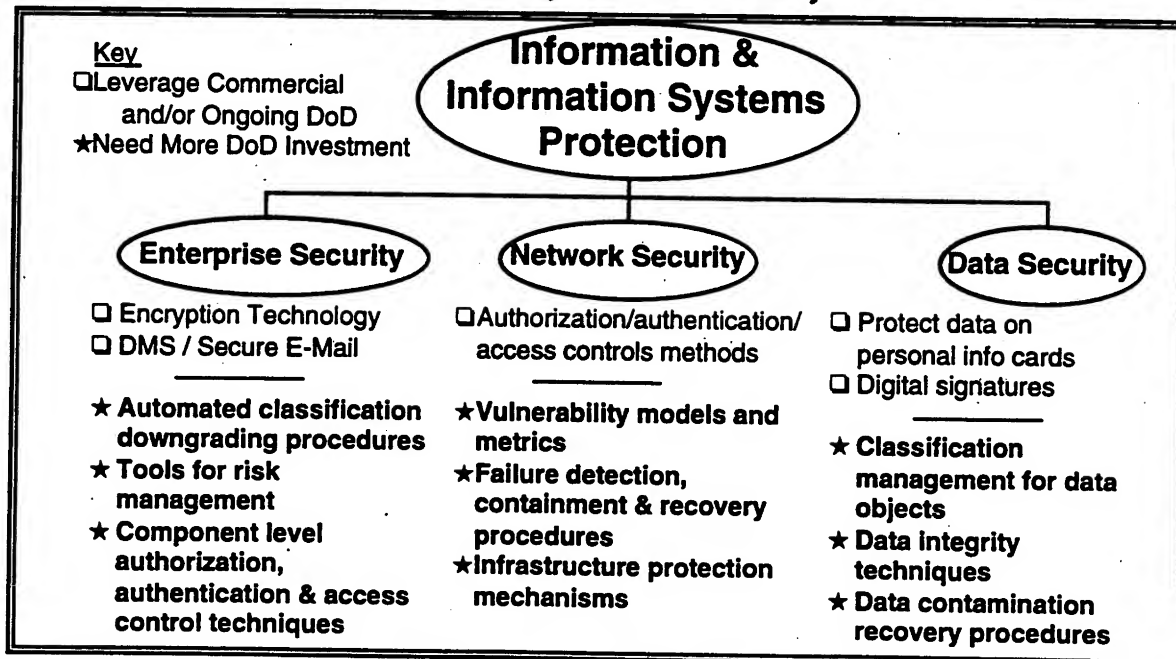 Key
❏Leverage Commercial
and/or Ongoing DoD
★Need More DoD Investment
Information &
Information Systems
Protection
Enterprise Security
❏ Encryption Technology
❏ DMS / Secure E-Mail
★ Automated classification
downgrading procedures
★ Tools for risk
management
★ Component level
authorization,
authentication & access
control techniques
Network Security
❏Authorization/authentication/
access controls methods
★Vulnerability models and
metrics
★Failure detection,
containment & recovery
procedures
★Infrastructure protection
mechanisms
Data Security
❏ Protect data on
personal info cards
❏ Digital signatures
★ Classification
management for data
objects
★ Data integrity
techniques
★ Data contamination
recovery procedures